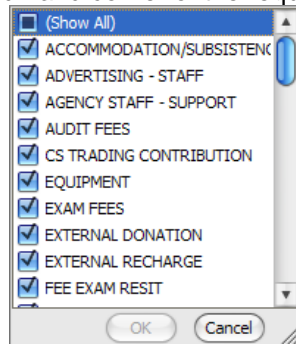 (Show All)
ACCOMMODATION/SUBSISTENC
ADVERTISING - STAFF
AGENCY STAFF - SUPPORT
AUDIT FEES
CS TRADING CONTRIBUTION
EQUIPMENT
EXAM FEES
EXTERNAL DONATION
EXTERNAL RECHARGE
FEE EXAM RESIT
OK Cancel